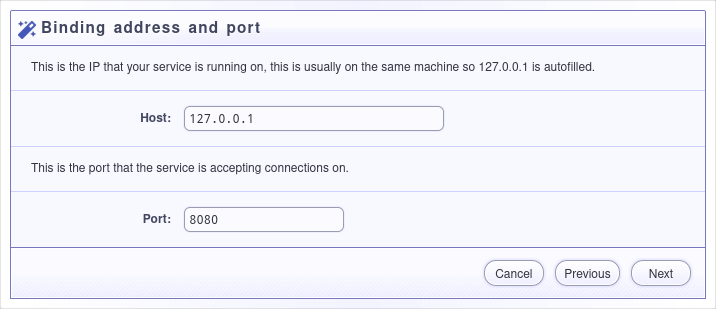 Binding address and port
This is the IP that your service is running on, this is usually on the same machine so 127.0.0.1 is autofilled.
Host: 127.0.0.1
This is the port that the service is accepting connections on.
Port: 8080
Cancel Previous Next